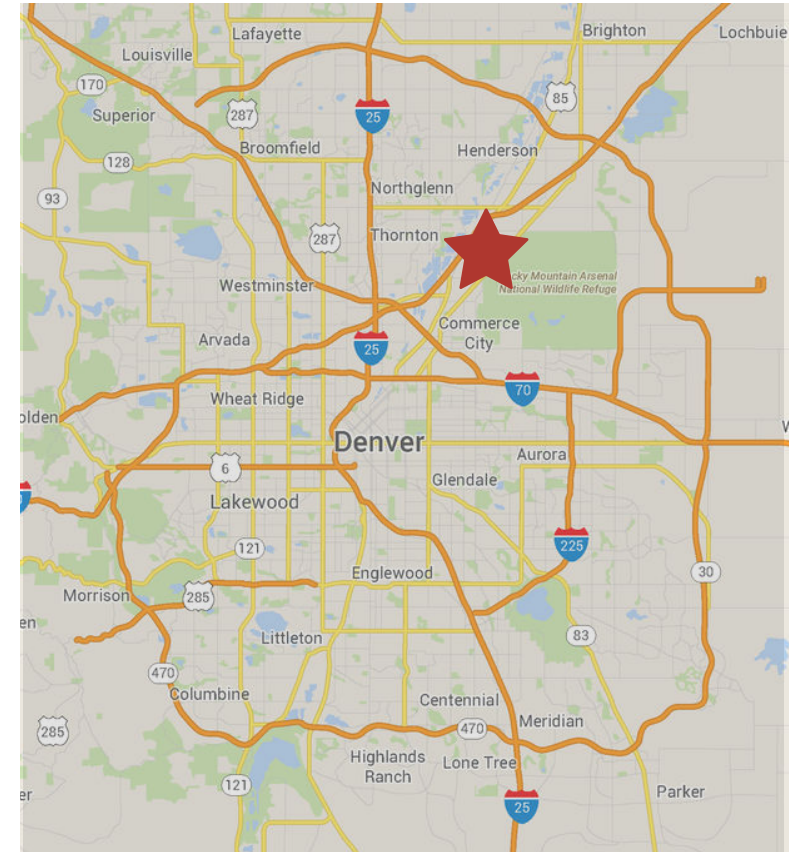 Lafayette
Brighton
Lochbuie
Louisville
170
85
Superior
287
25
Broomfield
Henderson
128
93
Northglenn
287
Thornton
cky Mountain Arsenal
National Wildlife Refuge
Westminster
Commerce
City
Arvada
25
70
Wheat Ridge
olden
W
Denver
6
Aurora
Glendale
Lakewood
121
225
Englewood
30
285
Morrison
en
Littleton
83
470
Columbine
Centennial
470
Meridian
285
Highlands
Ranch
Lone Tree
121
Parker
er
25